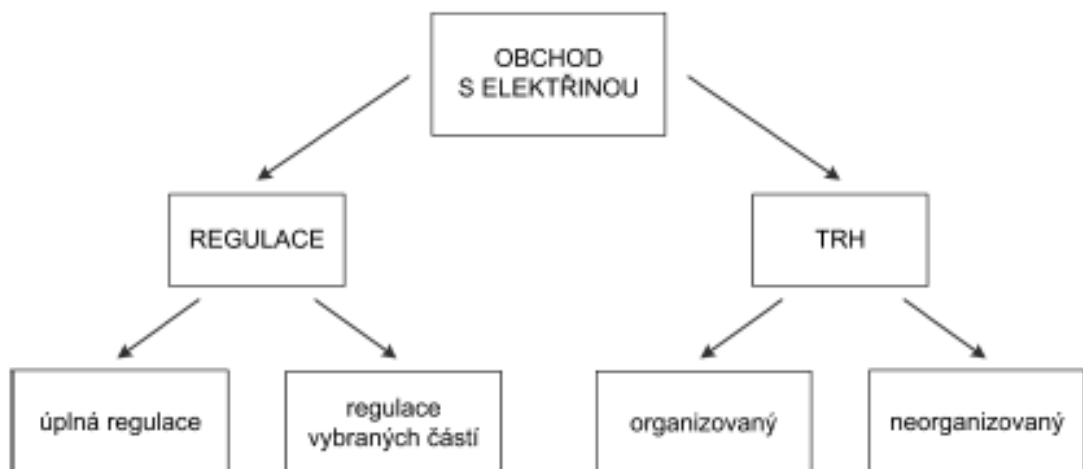 OBCHOD
S ELEKTŘINOU
REGULACE
TRH
úplná regulace
regulace
vybraných částí
organizovaný
neorganizovaný